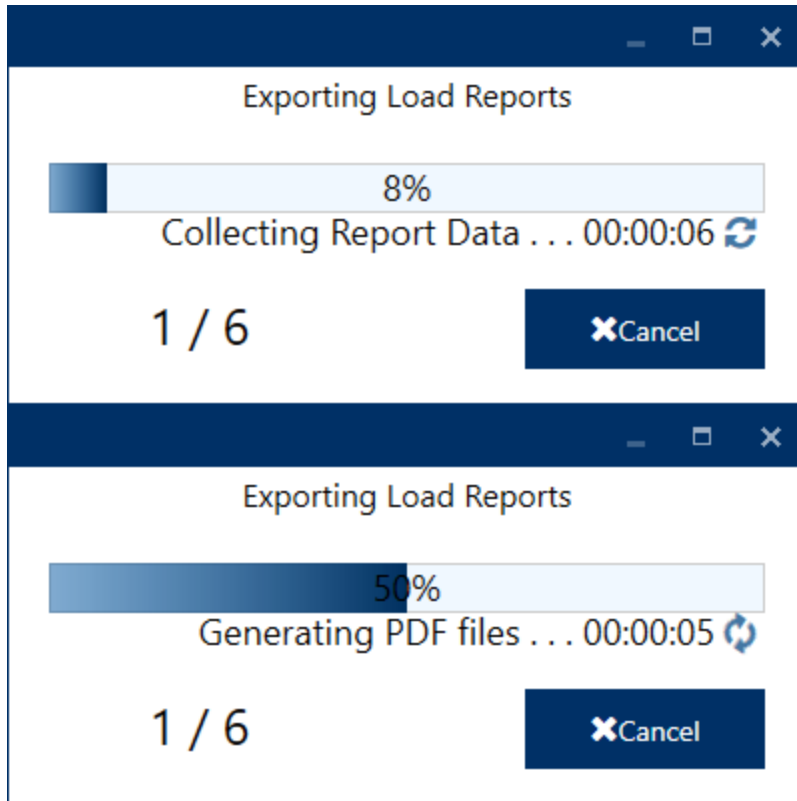 Exporting Load Reports
8%
Collecting Report Data . . . 00:00:06
1 / 6
Cancel
Exporting Load Reports
50%
Generating PDF files . . . 00:00:05
1 / 6
Cancel